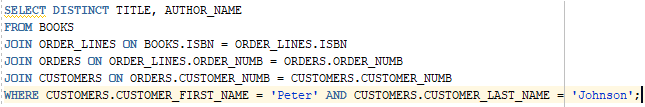 SELECT DISTINCT TITLE, AUTHOR_NAME
FROM BOOKS
JOIN ORDER_LINES ON BOOKS.ISBN = ORDER_LINES.ISBN
JOIN ORDERS ON ORDER_LINES.ORDER_NUMB = ORDERS.ORDER_NUMB
JOIN CUSTOMERS ON ORDERS.CUSTOMER_NUMB = CUSTOMERS.CUSTOMER_NUMB
WHERE CUSTOMERS.CUSTOMER_FIRST_NAME = 'Peter' AND CUSTOMERS.CUSTOMER_LAST_NAME = 'Johnson';